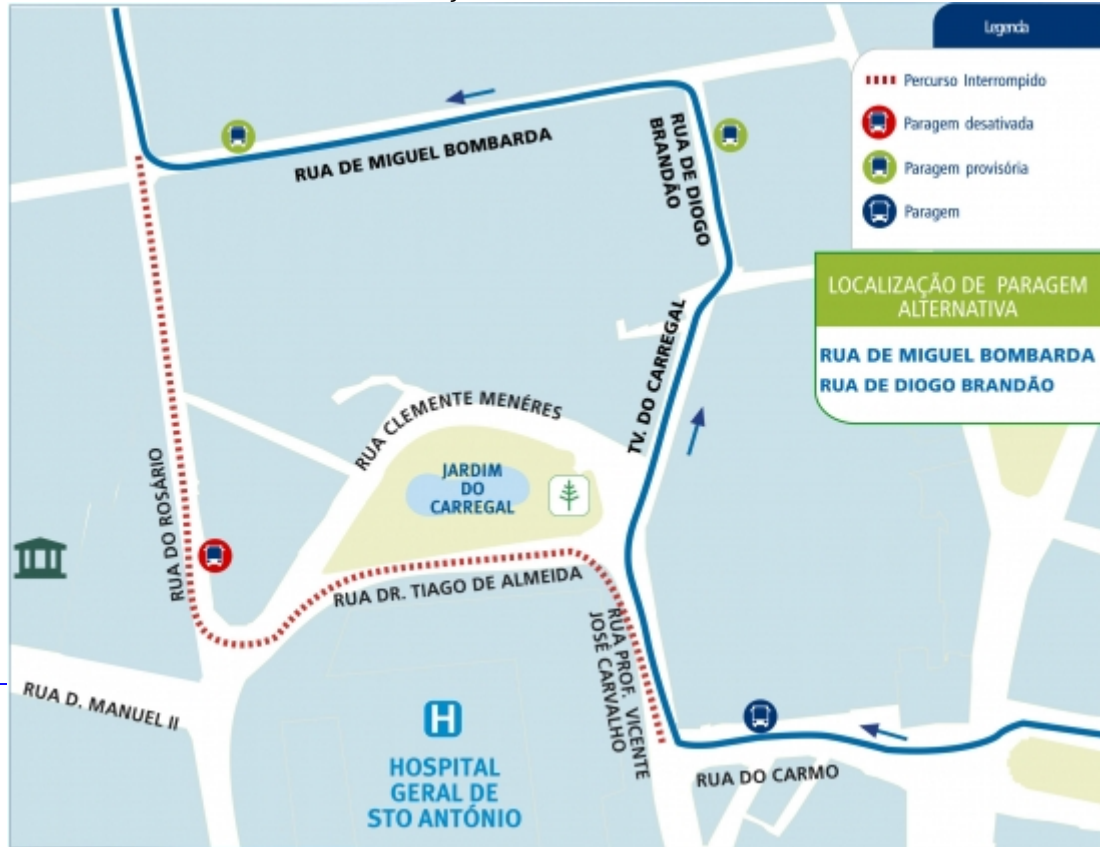 Legenda
Percurso Interrompido
Paragem desativada
Paragem provisória
Paragem
LOCALIZAÇÃO DE PARAGEM
ALTERNATIVA
RUA DE MIGUEL BOMBARDA
RUA DE DIOGO BRANDÃO
RUA DE MIGUEL BOMBARDA
RUA DE DIOGO
BRANDÃO
TV. DO CARREGAL
RUA CLEMENTE MENÉRES
JARDIM
DO
CARREGAL
RUA DO ROSÁRIO
RUA DR. TIAGO DE ALMEIDA
RUA PROF. VICENTE
JOSÉ CARVALHO
RUA D. MANUEL II
H
HOSPITAL
GERAL DE
STO ANTÓNIO
RUA DO CARMO